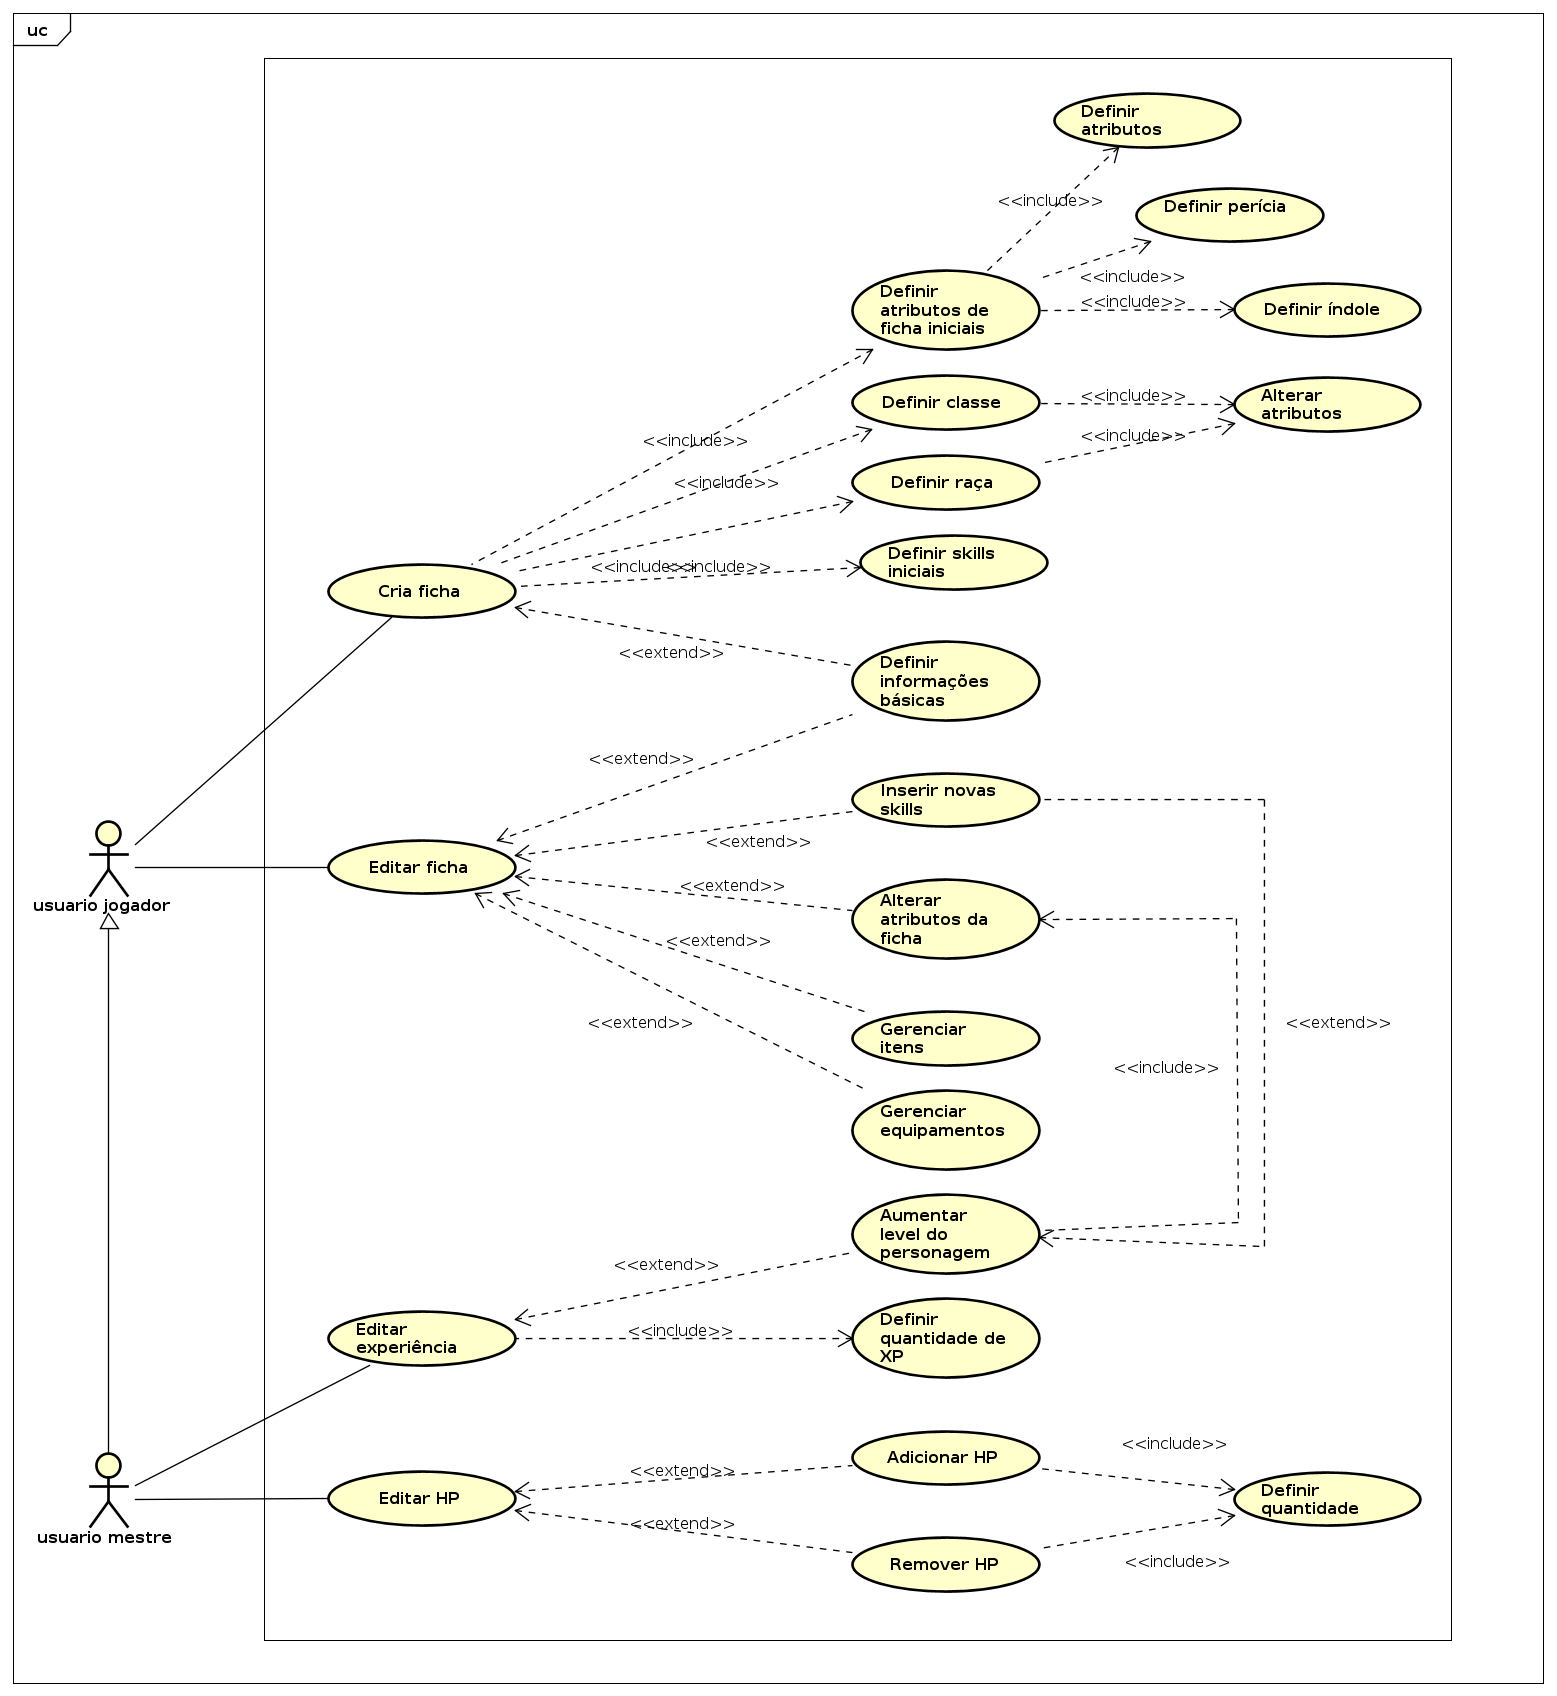 uc
Definir
atributos
<<include>>
Definir perícia
<<include>>
Definir
atributos de
ficha iniciais
<<include>>
Definir índole
Definir classe
<<include>>
Alterar
atributos
<<include>>
<<include>>
<<include>>
Definir raça
Definir skills
iniciais
<<include>>
<<include>>
Cria ficha
<<extend>>
Definir
informações
básicas
<<extend>>
Inserir novas
skills
<<extend>>
Editar ficha
<<extend>>
usuario jogador
Alterar
atributos da
ficha
<<extend>>
<<extend>>
<<extend>>
Gerenciar
itens
<<include>>
Gerenciar
equipamentos
Aumentar
level do
personagem
<<extend>>
Editar
experiência
<<include>>
Definir
quantidade de
XP
<<include>>
Adicionar HP
<<extend>>
Editar HP
Definir
quantidade
<<extend>>
usuario mestre
Remover HP
<<include>>